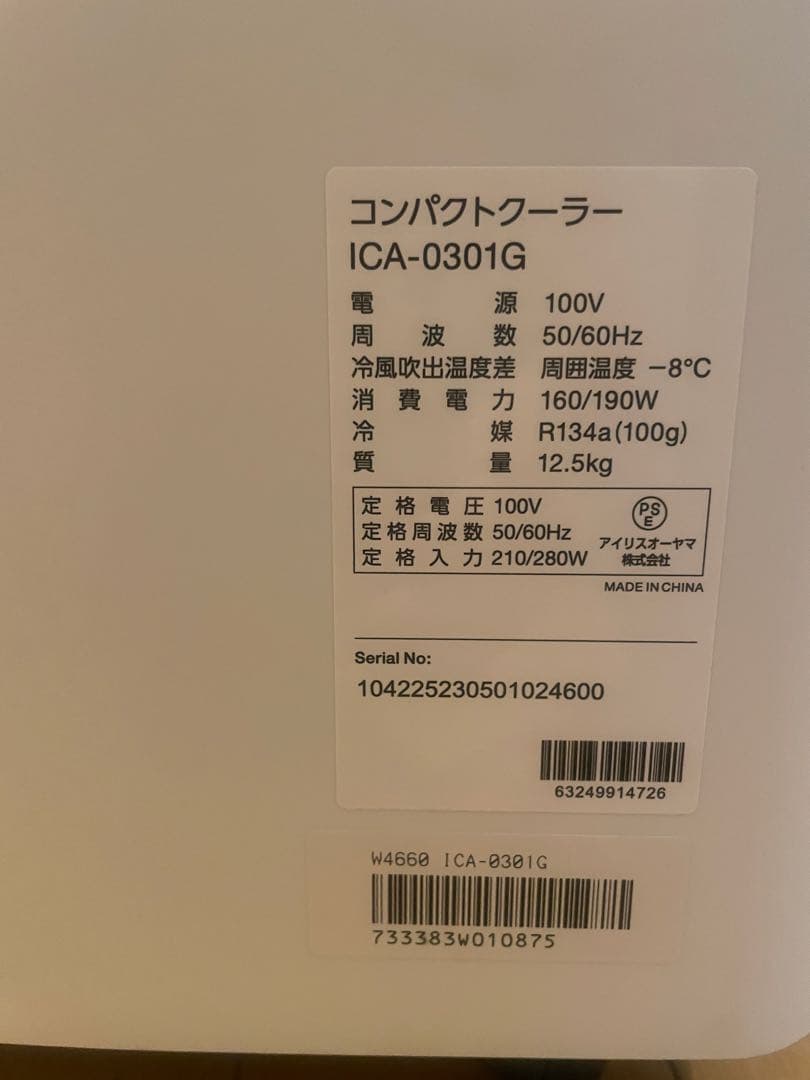 コンパクトクーラー
ICA-0301G
電源 100V
周波数 50/60Hz
冷風吹出温度差 周囲温度 −8℃
消費電力 160/190W
冷媒 R134a(100g)
質量 12.5kg
定格電圧 100V
定格周波数 50/60Hz
定格入力 210/280W
PS
E
アイリスオーヤマ
株式会社
MADE IN CHINA
Serial No:
104225230501024600
63249914726
W4660 ICA-0301G
733383W010875